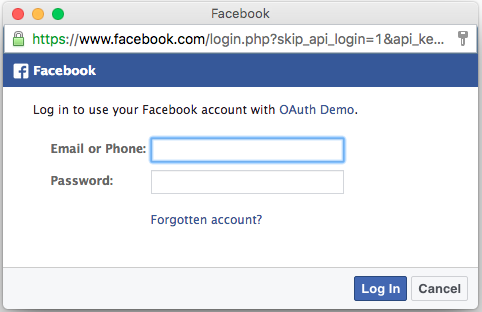 Facebook
https://www.facebook.com/login.php?skip_api_login=1&api_ke...
Facebook
Log in to use your Facebook account with OAuth Demo.
Email or Phone:
Password:
Forgotten account?
Log In Cancel